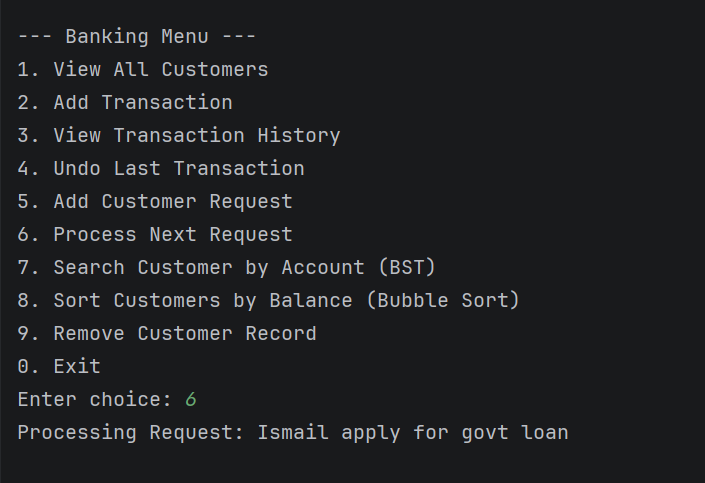 --- Banking Menu ---
1. View All Customers
2. Add Transaction
3. View Transaction History
4. Undo Last Transaction
5. Add Customer Request
6. Process Next Request
7. Search Customer by Account (BST)
8. Sort Customers by Balance (Bubble Sort)
9. Remove Customer Record
0. Exit
Enter choice: 6
Processing Request: Ismail apply for govt loan